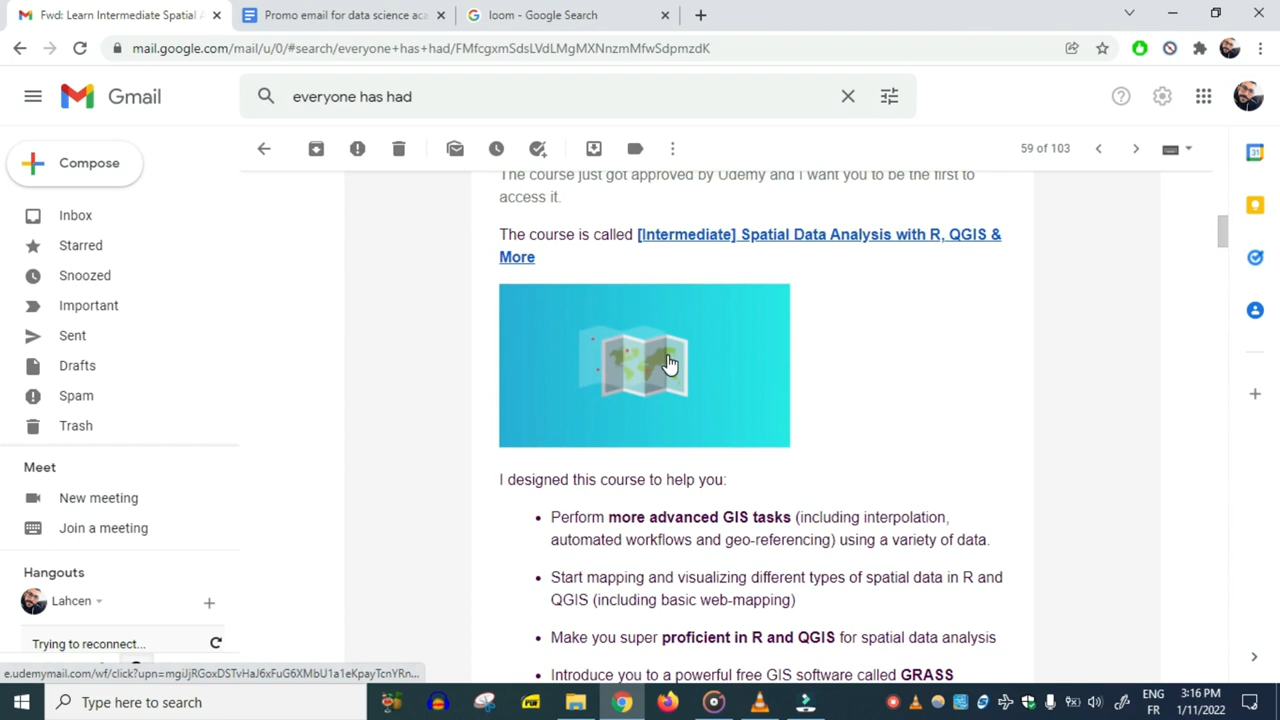 Fwd: Learn Intermediate Spatial A
Promo email for data science aca
loom - Google Search
mail.google.com/mail/u/0/#search/everyone+has+had/FMfcgxmSdsLVdLMgMXNnzmMfwSdpmzdK
Gmail
everyone has had
Compose
59 of 103
Inbox
Starred
Snoozed
Important
Sent
Drafts
Spam
Trash
Meet
New meeting
Join a meeting
Hangouts
Lahcen
Trying to reconnect...
The course just got approved by Udemy and I want you to be the first to
access it.
The course is called [Intermediate] Spatial Data Analysis with R, QGIS &
More
I designed this course to help you:
• Perform more advanced GIS tasks (including interpolation,
automated workflows and geo-referencing) using a variety of data.
• Start mapping and visualizing different types of spatial data in R and
QGIS (including basic web-mapping)
• Make you super proficient in R and QGIS for spatial data analysis
• Introduce you to a powerful free GIS software called GRASS
Type here to search
ENG
FR
3:16 PM
1/11/2022